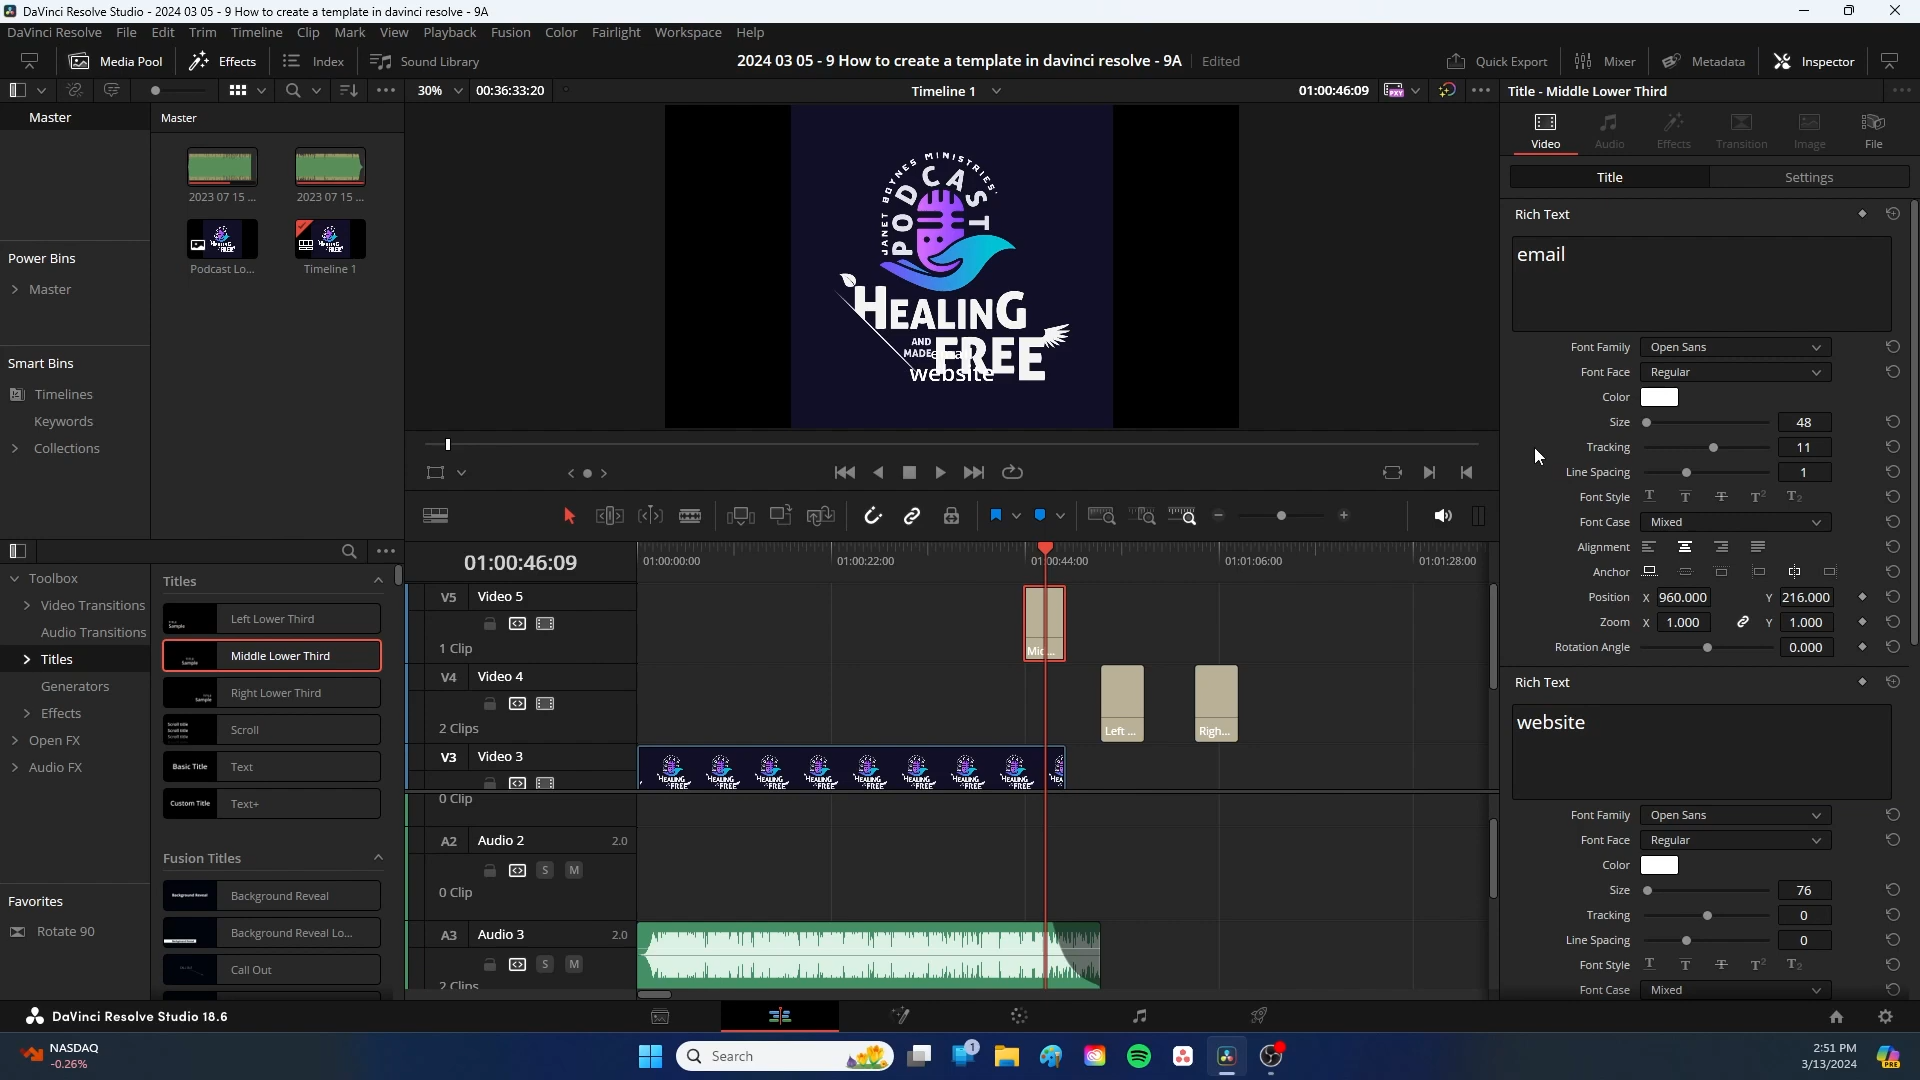 DaVinci Resolve Studio - 2024 03 05 - 9 How to create a template in davinci resolve - 9A
DaVinci Resolve File Edit Trim Timeline Clip Mark View Playback Fusion Color Fairlight Workspace Help
Media Pool Effects Index Sound Library
2024 03 05 - 9 How to create a template in davinci resolve - 9A Edited
Quick Export Mixer Metadata Inspector
30% 00:36:33:20
Timeline 1
01:00:46:09
Title - Middle Lower Third
Master
Master
2023 07 15 ...
2023 07 15 ...
Podcast Lo...
Timeline 1
Power Bins
Master
Smart Bins
Timelines
Keywords
Collections
JANET BOYNES MINISTRIES'
PODCAST
HEALING
AND
MADE FREE
email
website
Video Audio Effects Transition Image File
Title Settings
Rich Text
email
Font Family Open Sans
Font Face Regular
Color
Size 48
Tracking 11
Line Spacing 1
Font Style T T T T2 T2
Font Case Mixed
Alignment
Anchor
Position X 960.000 Y 216.000
Zoom X 1.000 Y 1.000
Rotation Angle 0.000
Rich Text
website
Font Family Open Sans
Font Face Regular
Color
Size 76
Tracking 0
Line Spacing 0
Font Style T T T T2 T2
Font Case Mixed
Toolbox
Video Transitions
Audio Transitions
Titles
Generators
Effects
Open FX
Audio FX
Favorites
Rotate 90
Titles
Left Lower Third
Middle Lower Third
Right Lower Third
Scroll
Basic Title Text
Custom Title Text+
Fusion Titles
Background Reveal
Background Reveal Lo...
Call Out
01:00:46:09
01:00:00:00 01:00:22:00 01:00:44:00 01:01:06:00 01:01:28:00
V5 Video 5
1 Clip
Mid...
V4 Video 4
2 Clips
Left ...
Righ...
V3 Video 3
0 Clip
A2 Audio 2 2.0
S M
0 Clip
A3 Audio 3 2.0
S M
2 Clips
DaVinci Resolve Studio 18.6
NASDAQ
-0.26%
Search
1
2:51 PM
3/13/2024